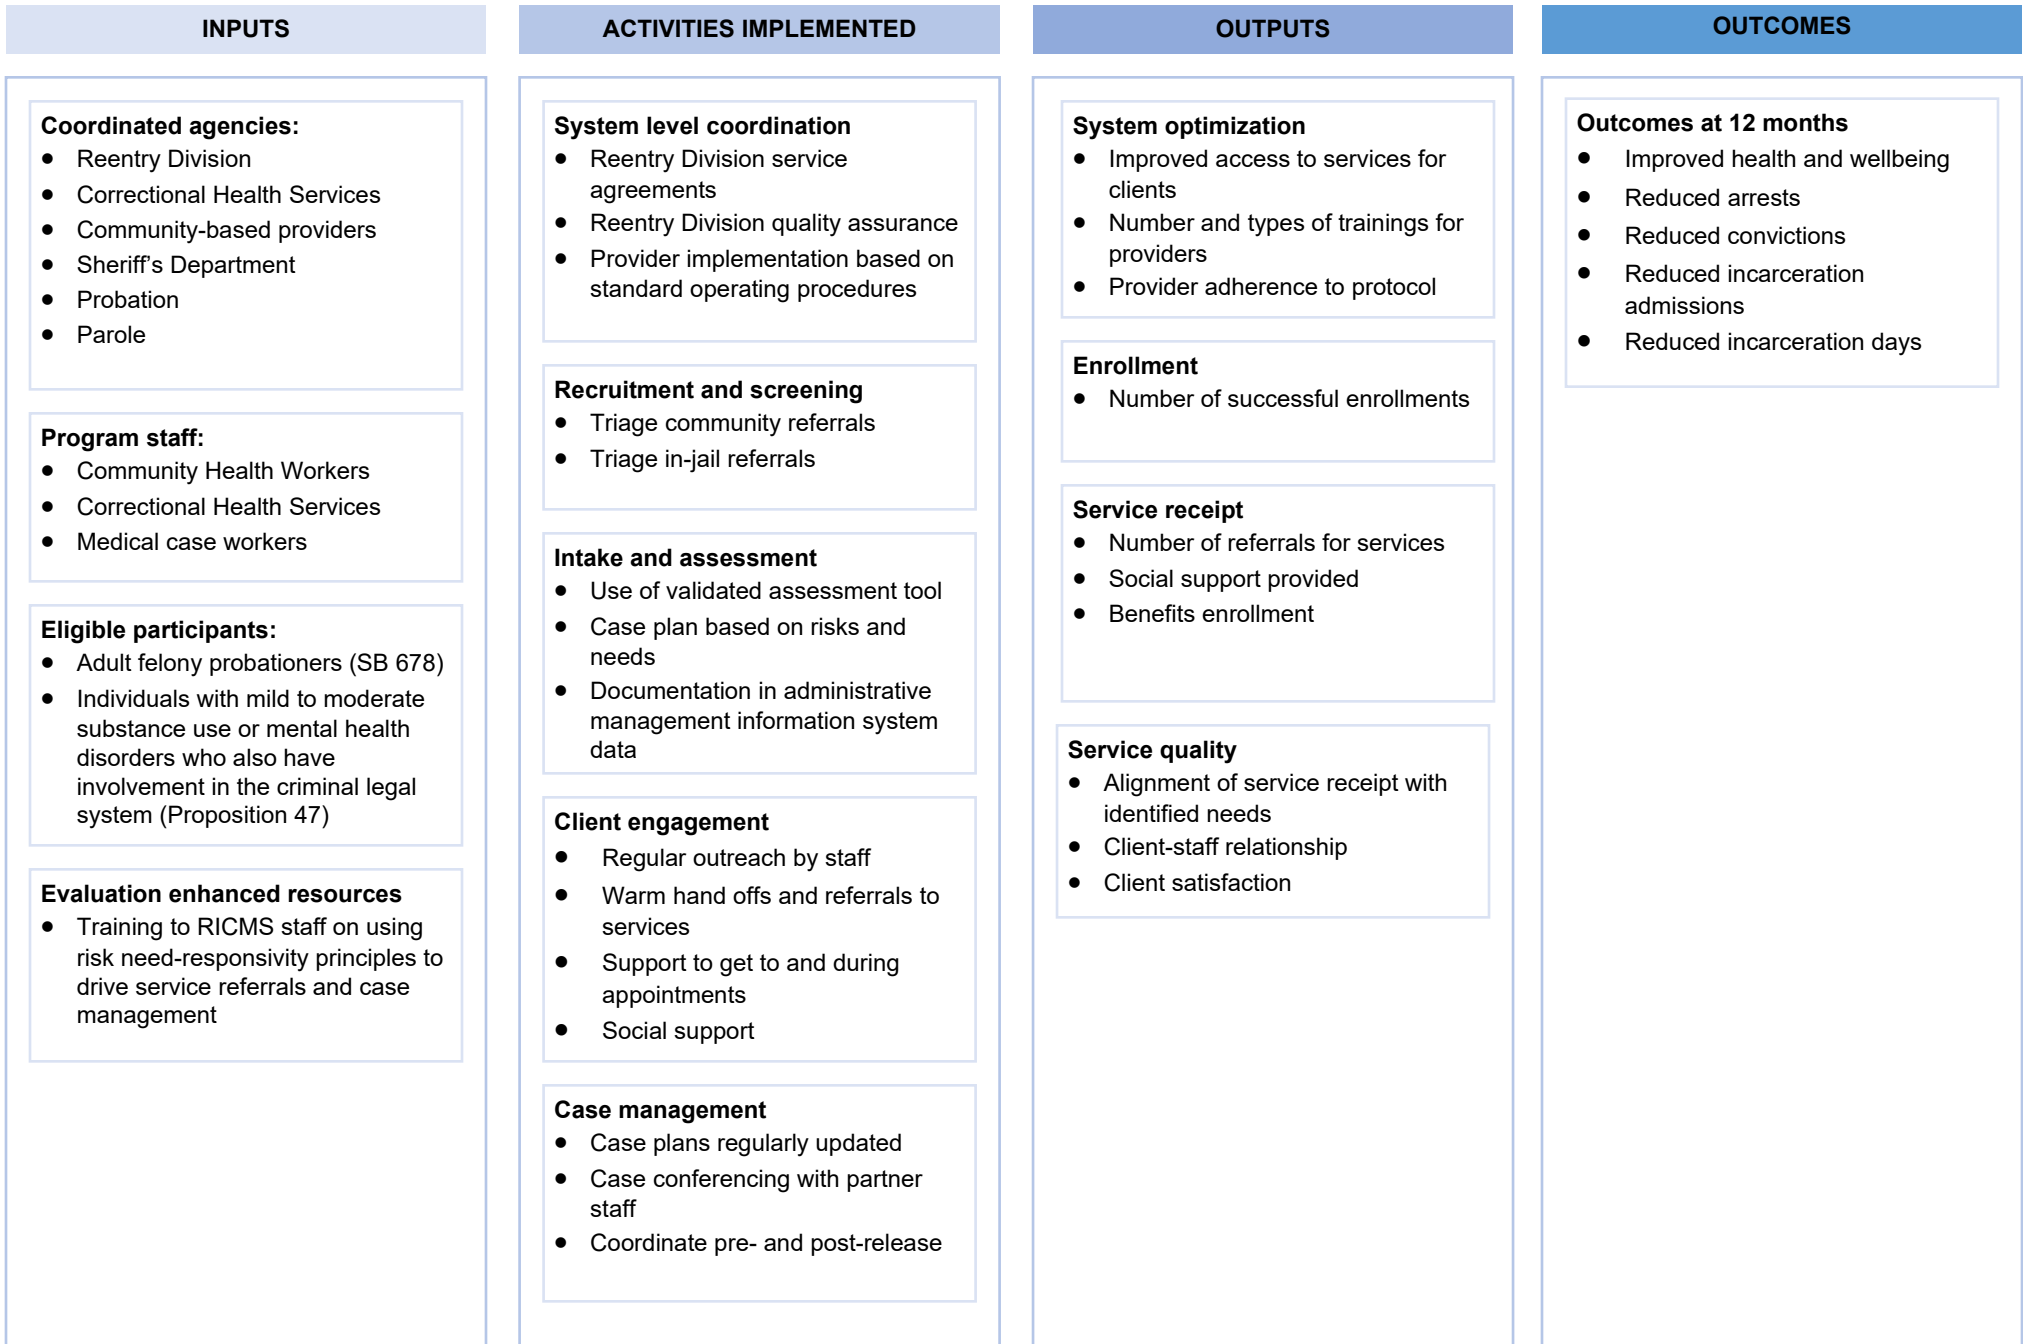 INPUTS
Coordinated agencies:
• Reentry Division
• Correctional Health Services
• Community-based providers
• Sheriff's Department
• Probation
• Parole
Program staff:
• Community Health Workers
• Correctional Health Services
• Medical case workers
Eligible participants:
• Adult felony probationers (SB 678)
• Individuals with mild to moderate
substance use or mental health
disorders who also have
involvement in the criminal legal
system (Proposition 47)
Evaluation enhanced resources
• Training to RICMS staff on using
risk need-responsivity principles to
drive service referrals and case
management
ACTIVITIES IMPLEMENTED
System level coordination
• Reentry Division service
agreements
• Reentry Division quality assurance
• Provider implementation based on
standard operating procedures
Recruitment and screening
• Triage community referrals
• Triage in-jail referrals
Intake and assessment
• Use of validated assessment tool
• Case plan based on risks and
needs
• Documentation in administrative
management information system
data
Client engagement
• Regular outreach by staff
• Warm hand offs and referrals to
services
• Support to get to and during
appointments
• Social support
Case management
• Case plans regularly updated
• Case conferencing with partner
staff
• Coordinate pre- and post-release
OUTPUTS
System optimization
• Improved access to services for
clients
• Number and types of trainings for
providers
• Provider adherence to protocol
Enrollment
• Number of successful enrollments
Service receipt
• Number of referrals for services
• Social support provided
• Benefits enrollment
Service quality
• Alignment of service receipt with
identified needs
• Client-staff relationship
• Client satisfaction
OUTCOMES
Outcomes at 12 months
• Improved health and wellbeing
• Reduced arrests
• Reduced convictions
• Reduced incarceration
admissions
• Reduced incarceration days